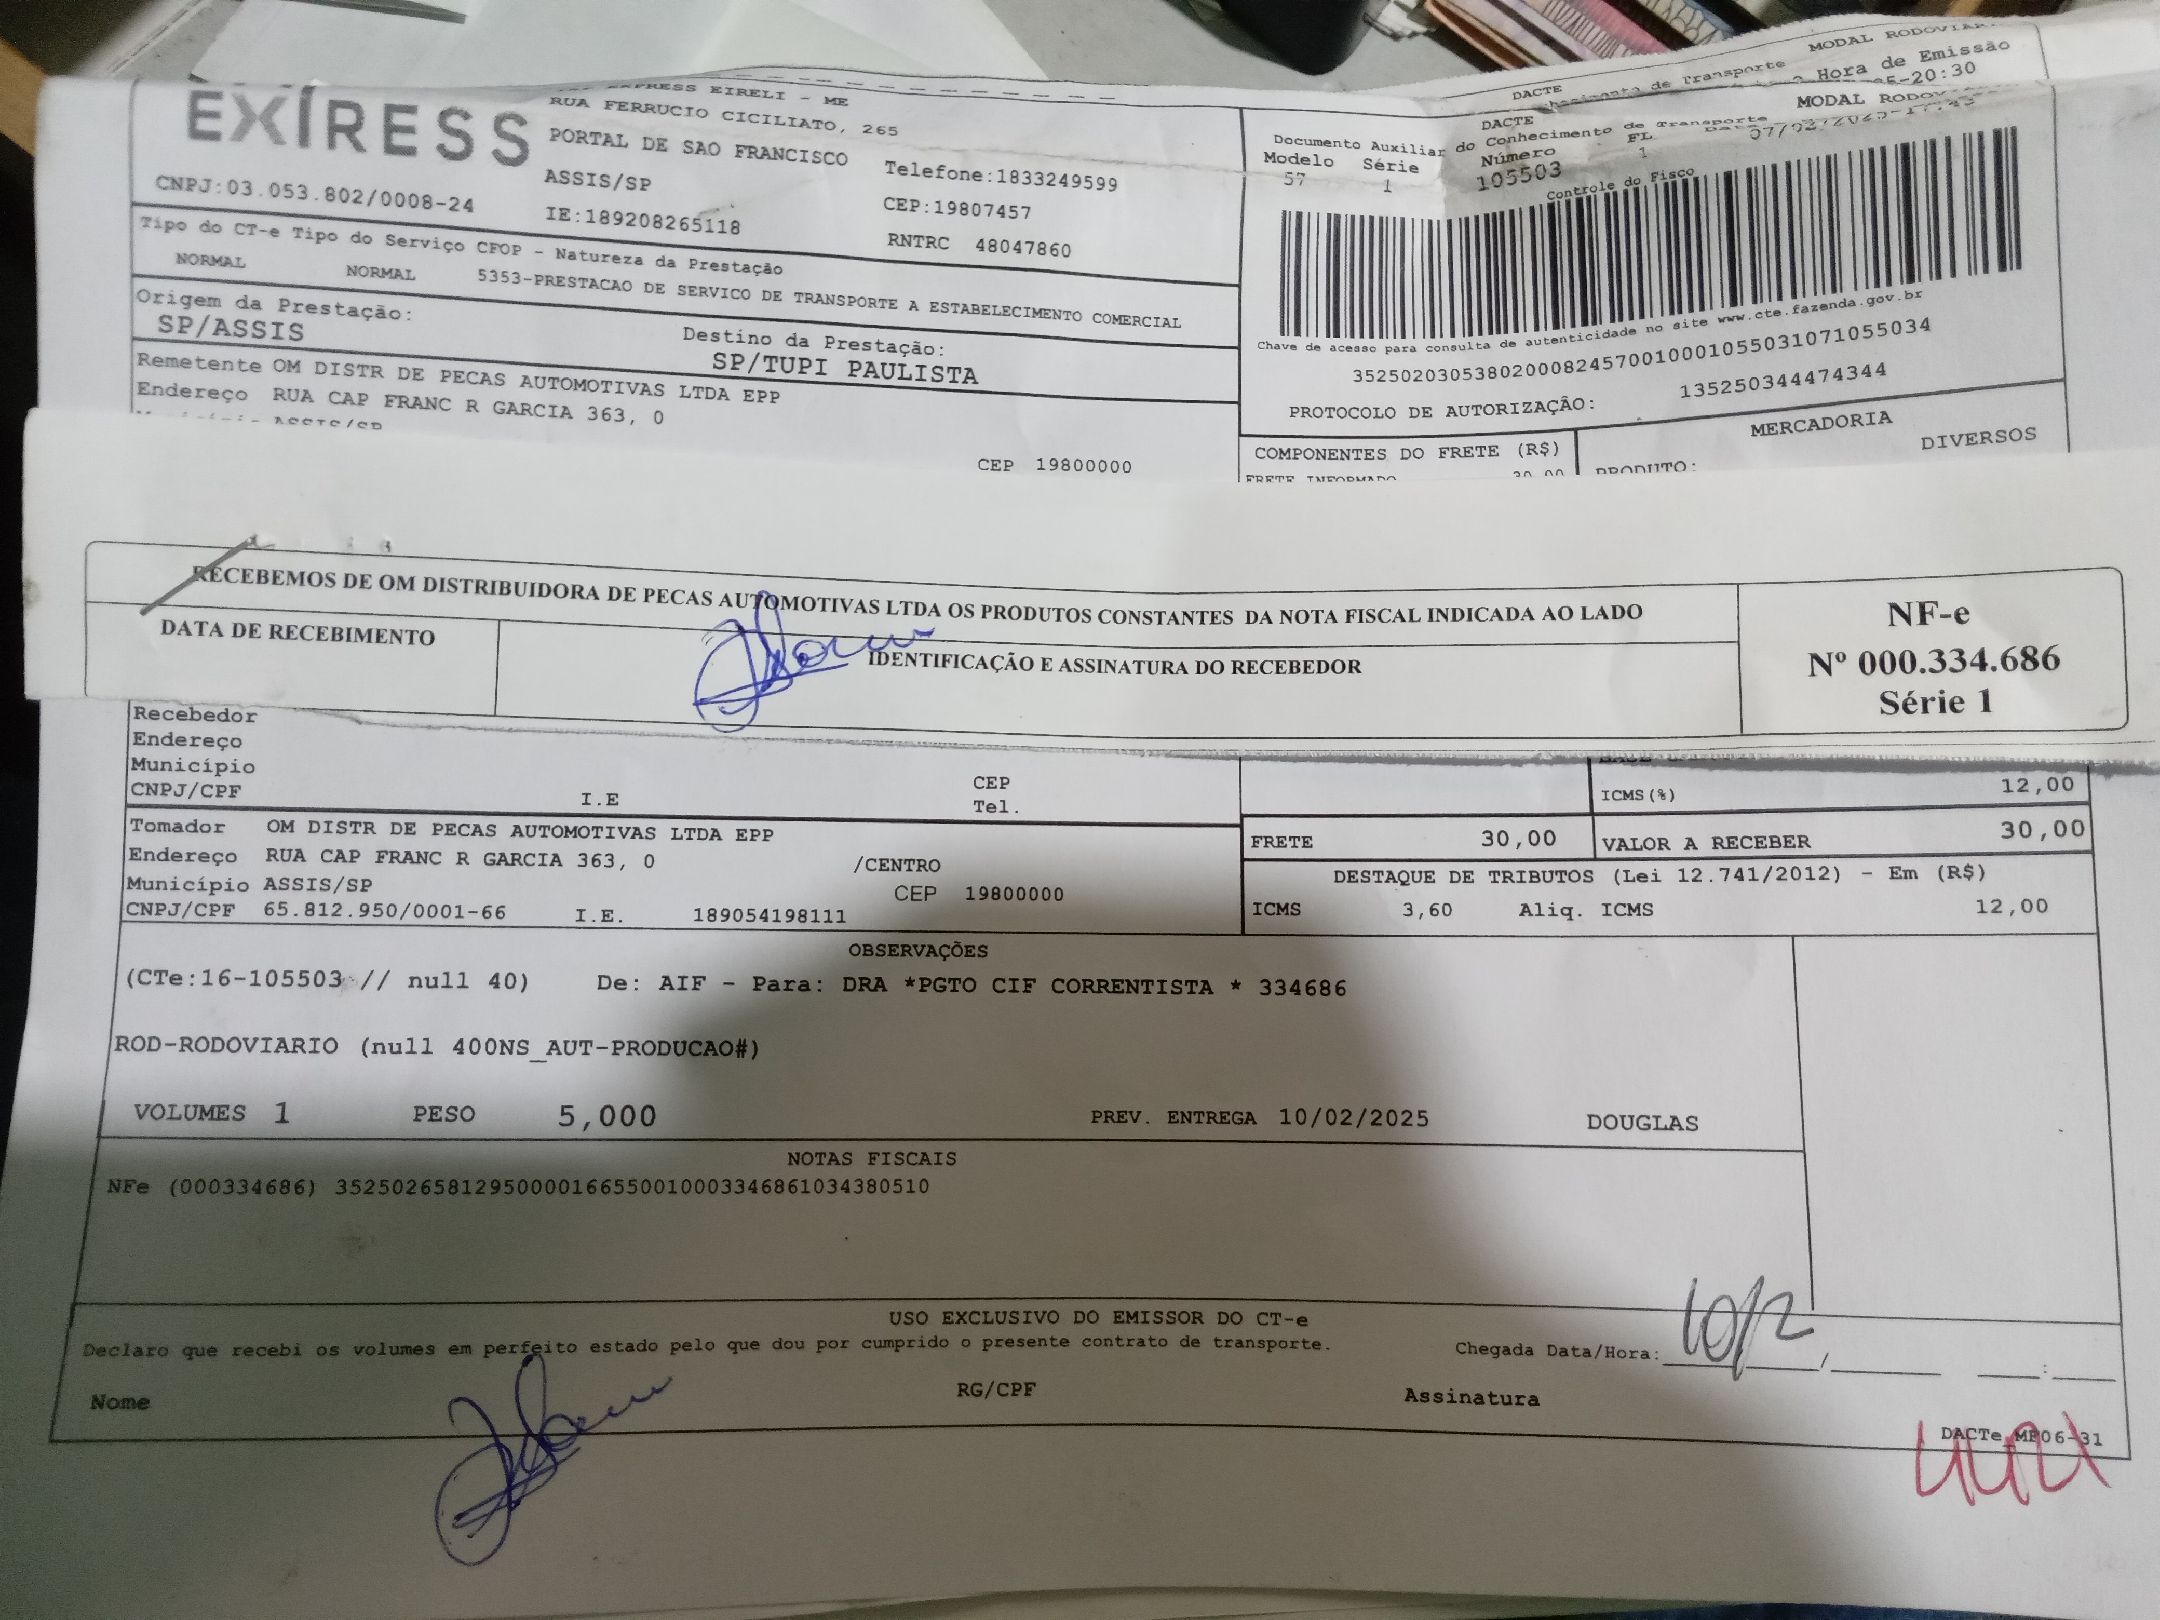 MODAL RODOVIAR
DACTE
de Transporte
Hora de Emissão
-20:30
EXPRESS
EXPRESS EIRELI - ME
RUA FERRUCIO CICILIATO, 265
PORTAL DE SAO FRANCISCO
Telefone:1833249599
ASSIS/SP
CEP:19807457
CNPJ:03.053.802/0008-24
IE:189208265118
RNTRC 48047860
DACTE
MODAL RODOV
Documento Auxiliar do Conhecimento de Transporte
Modelo Série Número FL
57 1 105503 1
Controle do Fisco
Chave de acesso para consulta de autenticidade no site www.cte.fazenda.gov.br
35250203053802000824570010001055031071055034
PROTOCOLO DE AUTORIZAÇÃO: 135250344474344
Tipo do CT-e Tipo do Serviço CFOP - Natureza da Prestação
NORMAL NORMAL 5353-PRESTACAO DE SERVICO DE TRANSPORTE A ESTABELECIMENTO COMERCIAL
Origem da Prestação: Destino da Prestação:
SP/ASSIS SP/TUPI PAULISTA
Remetente OM DISTR DE PECAS AUTOMOTIVAS LTDA EPP
Endereço RUA CAP FRANC R GARCIA 363, 0
ASSIS/SP
CEP 19800000
COMPONENTES DO FRETE (R$)
FRETE INFORMADO 30,00
MERCADORIA
PRODUTO: DIVERSOS
RECEBEMOS DE OM DISTRIBUIDORA DE PECAS AUTOMOTIVAS LTDA OS PRODUTOS CONSTANTES DA NOTA FISCAL INDICADA AO LADO
DATA DE RECEBIMENTO
IDENTIFICAÇÃO E ASSINATURA DO RECEBEDOR
NF-e
Nº 000.334.686
Série 1
Recebedor
Endereço
Município CEP
CNPJ/CPF I.E Tel.
ICMS(%) 12,00
Tomador OM DISTR DE PECAS AUTOMOTIVAS LTDA EPP
Endereço RUA CAP FRANC R GARCIA 363, 0 /CENTRO
Município ASSIS/SP CEP 19800000
CNPJ/CPF 65.812.950/0001-66 I.E. 189054198111
FRETE 30,00 VALOR A RECEBER 30,00
DESTAQUE DE TRIBUTOS (Lei 12.741/2012) - Em (R$)
ICMS 3,60 Aliq. ICMS 12,00
OBSERVAÇÕES
(CTe:16-105503 // null 40) De: AIF - Para: DRA *PGTO CIF CORRENTISTA * 334686
ROD-RODOVIARIO (null 400NS_AUT-PRODUCAO#)
VOLUMES 1 PESO 5,000 PREV. ENTREGA 10/02/2025 DOUGLAS
NOTAS FISCAIS
NFe (000334686) 35250265812950000166550010003346861034380510
USO EXCLUSIVO DO EMISSOR DO CT-e
Declaro que recebi os volumes em perfeito estado pelo que dou por cumprido o presente contrato de transporte.
Chegada Data/Hora: 10/2
Nome RG/CPF Assinatura
DACTe_MP06-31